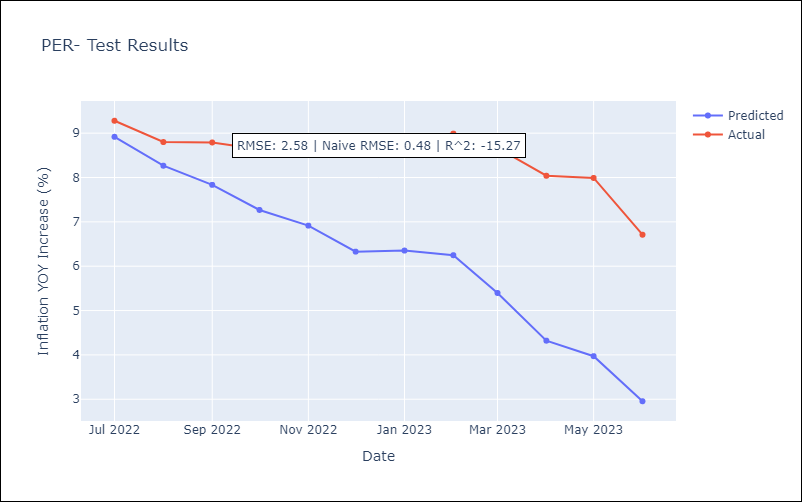 PER- Test Results
Predicted
Actual
RMSE: 2.58 | Naive RMSE: 0.48 | R^2: -15.27
Inflation YOY Increase (%)
9
8
7
6
5
4
3
Jul 2022 Sep 2022 Nov 2022 Jan 2023 Mar 2023 May 2023
Date